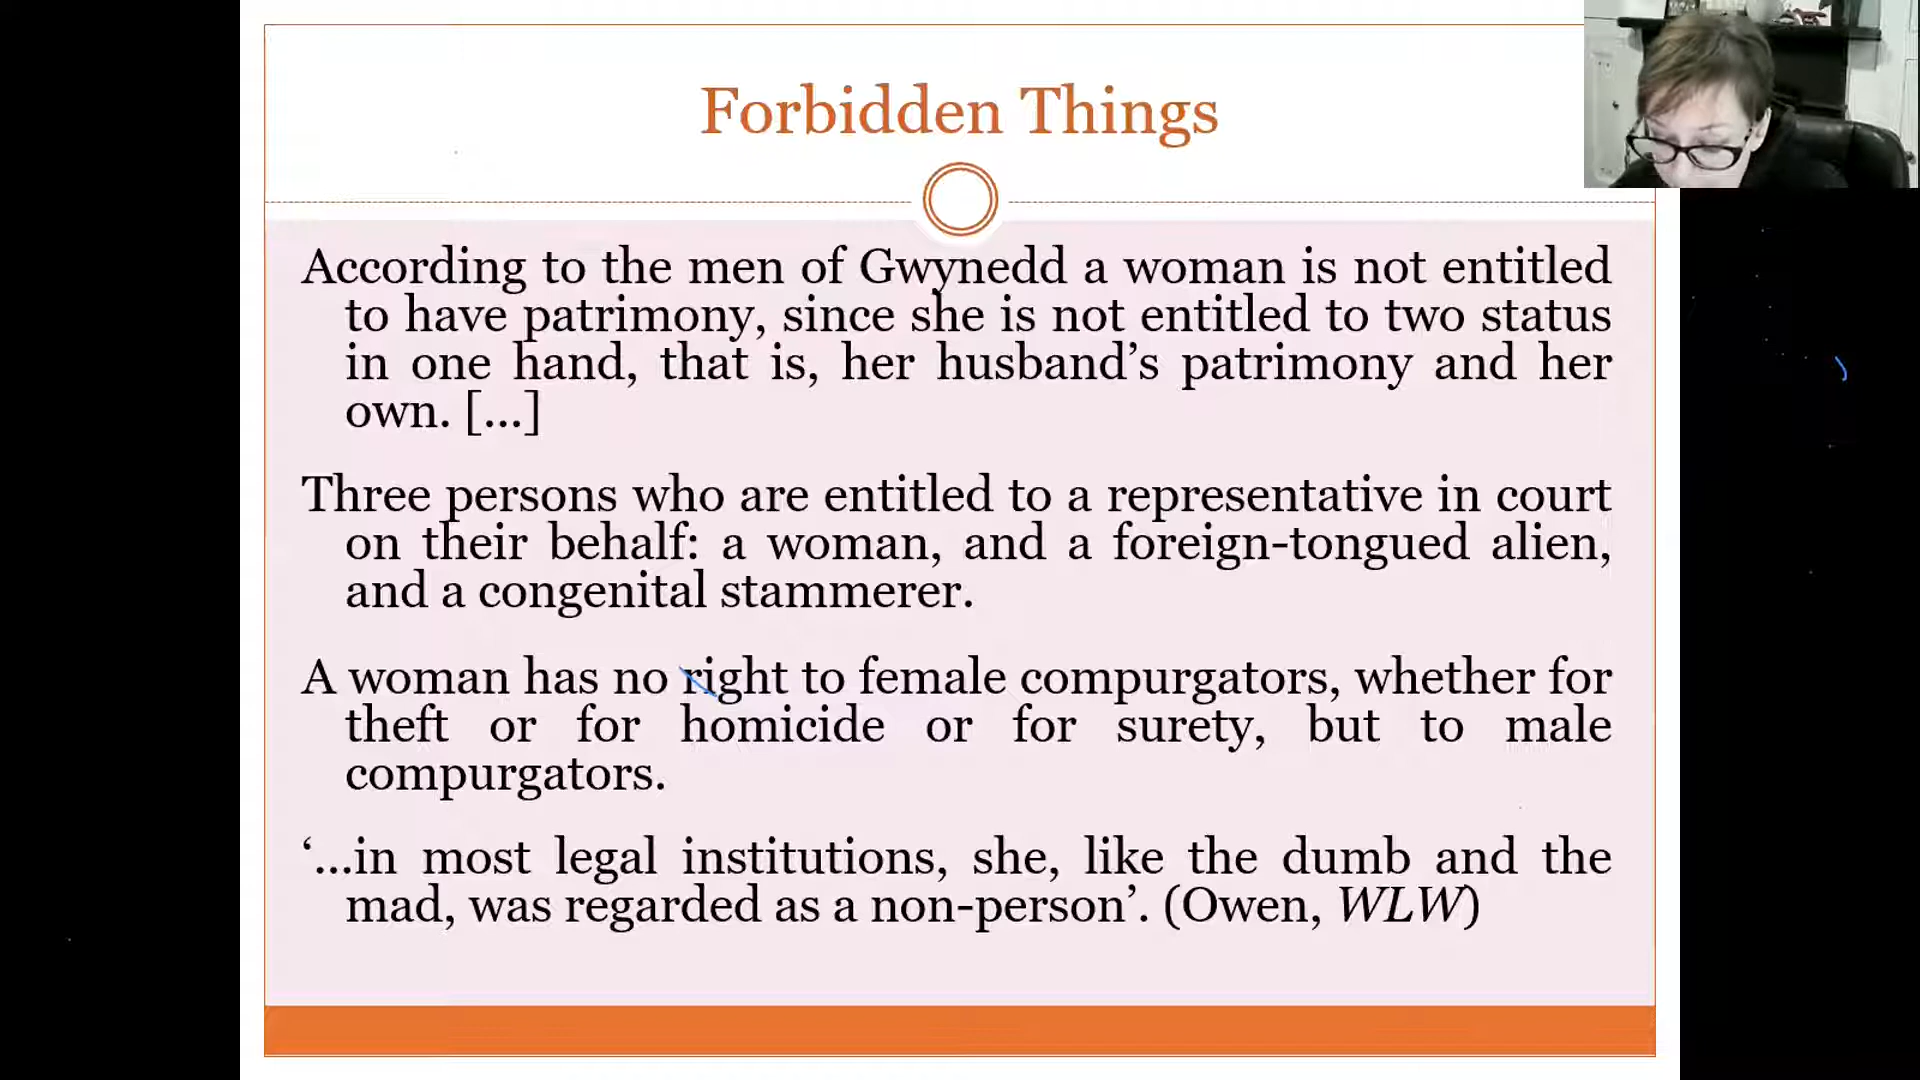 Forbidden Things
According to the men of Gwynedd a woman is not entitled
to have patrimony, since she is not entitled to two status
in one hand, that is, her husband’s patrimony and her
own. [...]
Three persons who are entitled to a representative in court
on their behalf: a woman, and a foreign-tongued alien,
and a congenital stammerer.
A woman has no right to female compurgators, whether for
theft or for homicide or for surety, but to male
compurgators.
‘...in most legal institutions, she, like the dumb and the
mad, was regarded as a non-person’. (Owen, WLW)